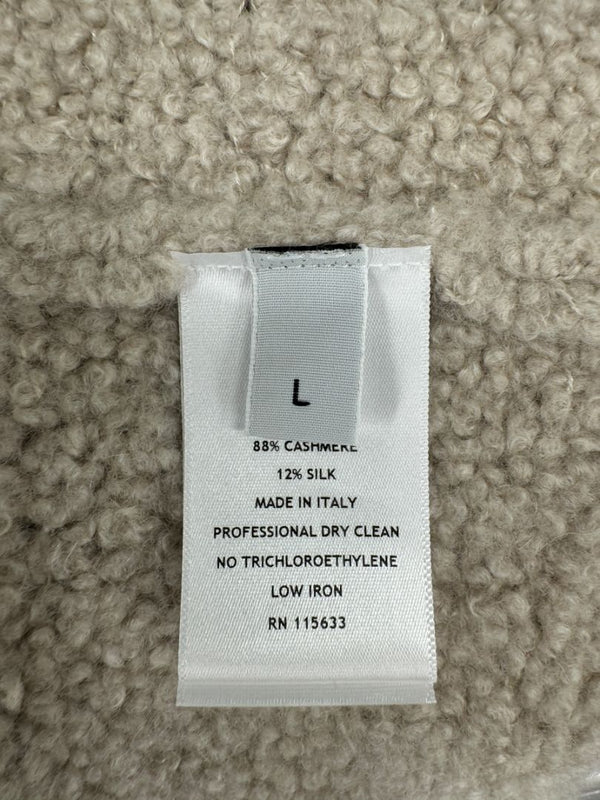 L
88% CASHMERE
12% SILK
MADE IN ITALY
PROFESSIONAL DRY CLEAN
NO TRICHLOROETHYLENE
LOW IRON
RN 115633